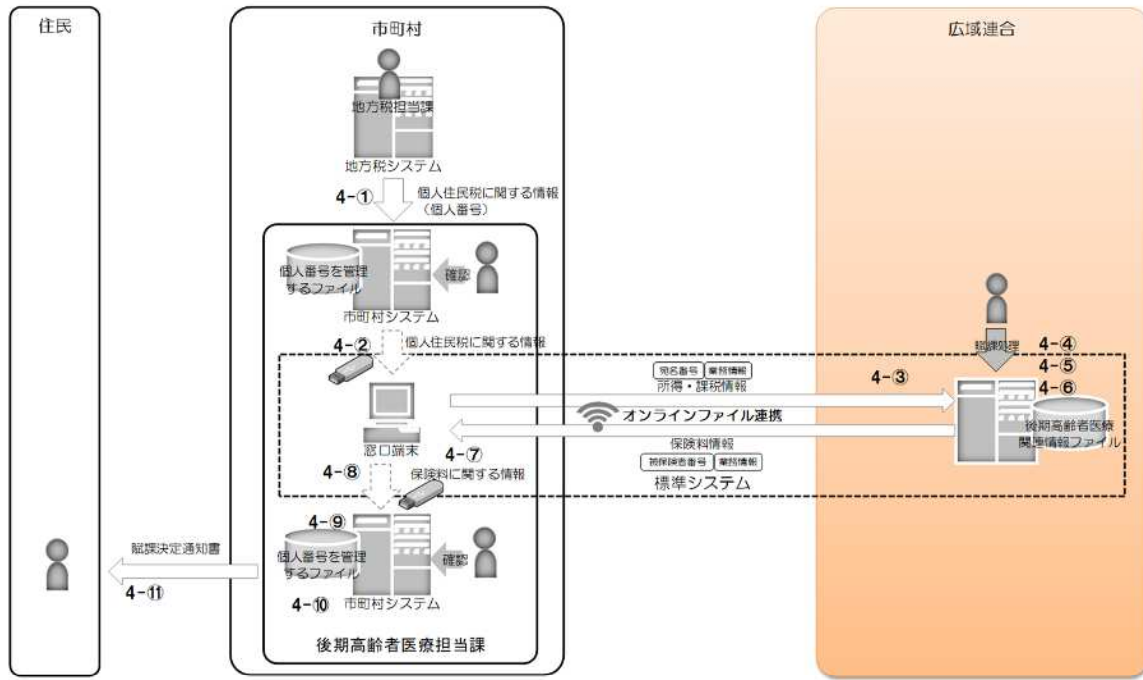 住民
市町村
広域連合
地方税担当課
地方税システム
4-①
個人住民税に関する情報
（個人番号）
個人番号を管理
するファイル
確認
市町村システム
4-②
個人住民税に関する情報
賦課処理
4-④
4-⑤
4-⑥
宛名番号
業務情報
所得・課税情報
4-③
オンラインファイル連携
後期高齢者医療
関連情報ファイル
窓口端末
4-⑦
保険料情報
被保険者番号
業務情報
標準システム
4-⑧
保険料に関する情報
4-⑨
個人番号を管理
するファイル
確認
4-⑩
市町村システム
賦課決定通知書
4-⑪
後期高齢者医療担当課